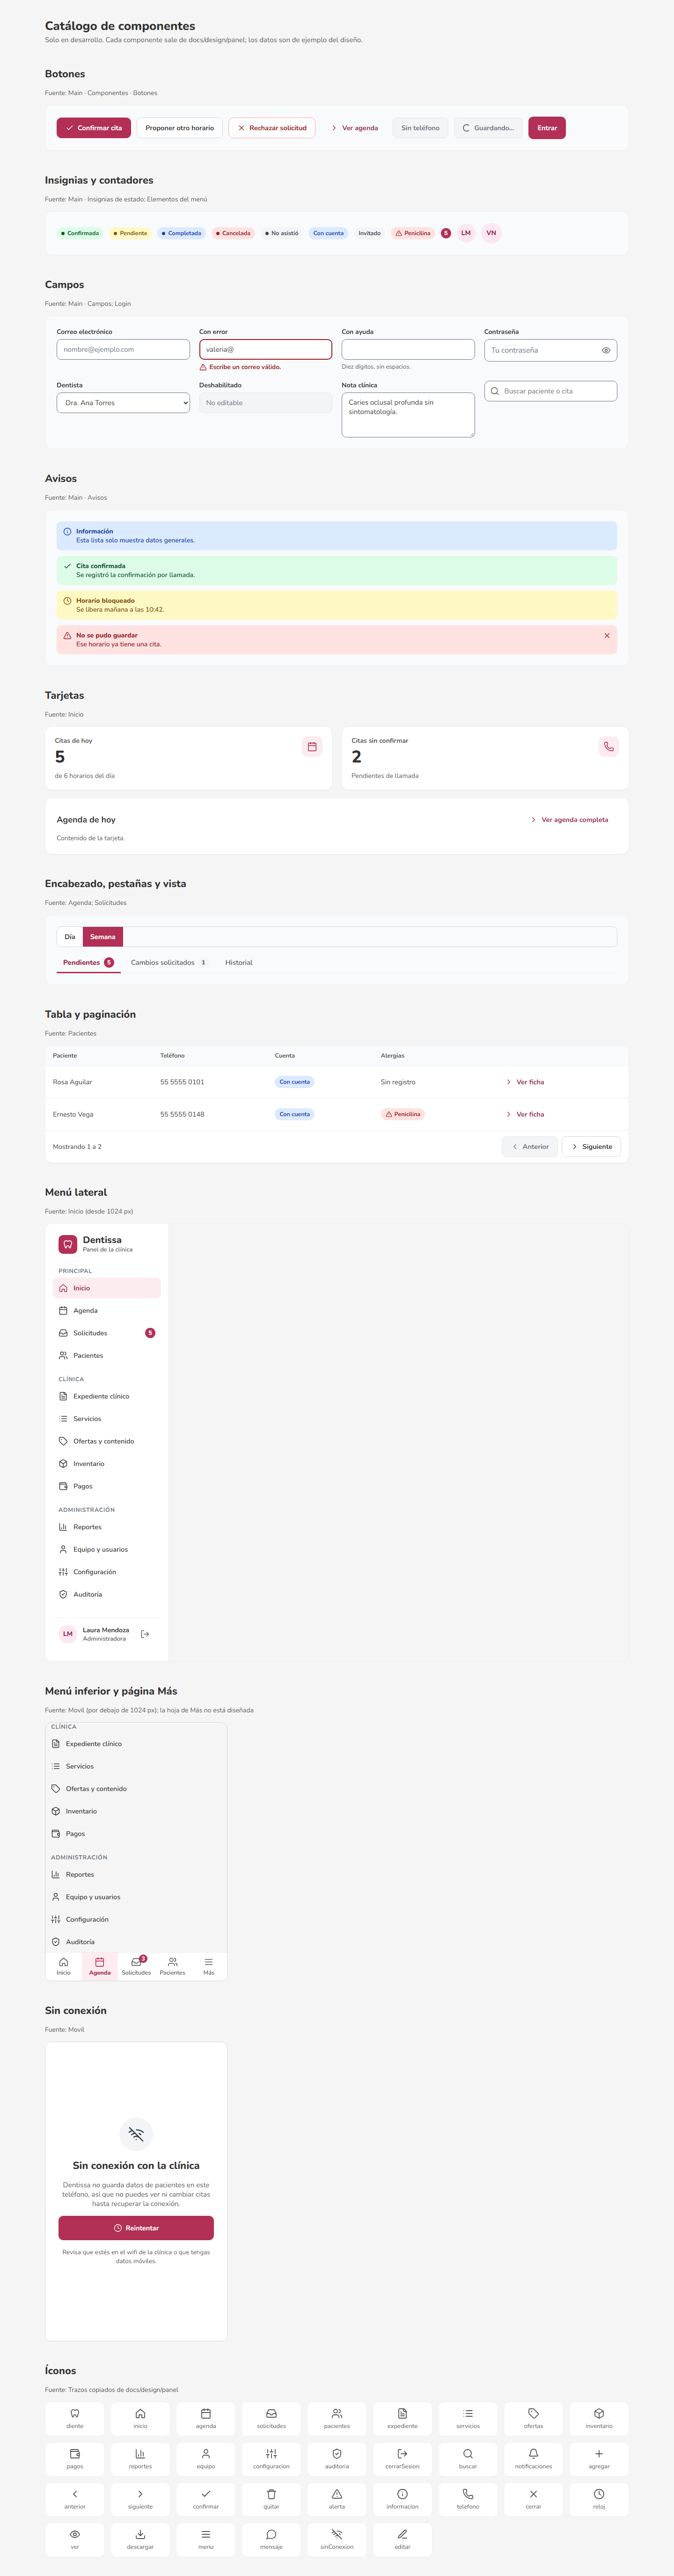 Catálogo de componentes
Solo en desarrollo. Cada componente sale de docs/design/panel; los datos son de ejemplo del diseño.
Botones
Fuente: Main · Componentes · Botones
Confirmar cita
Proponer otro horario
Rechazar solicitud
Ver agenda
Sin teléfono
Guardando...
Entrar
Insignias y contadores
Fuente: Main · Insignias de estado; Elementos del menú
Confirmada
Pendiente
Completada
Cancelada
No asistió
Con cuenta
Invitado
Penicilina
5
LM
VN
Campos
Fuente: Main · Campos; Login
Correo electrónico
Con error
Con ayuda
Contraseña
nombre@ejemplo.com
valeria@
Tu contraseña
Escribe un correo válido.
Diez dígitos, sin espacios.
Dentista
Deshabilitado
Nota clínica
Dra. Ana Torres
No editable
Caries oclusal profunda sin
sintomatología.
Buscar paciente o cita
Avisos
Fuente: Main · Avisos
Información
Esta lista solo muestra datos generales.
Cita confirmada
Se registró la confirmación por llamada.
Horario bloqueado
Se libera mañana a las 10:42.
No se pudo guardar
Ese horario ya tiene una cita.
Tarjetas
Fuente: Inicio
Citas de hoy
5
de 6 horarios del día
Citas sin confirmar
2
Pendientes de llamada
Agenda de hoy
Ver agenda completa
Contenido de la tarjeta.
Encabezado, pestañas y vista
Fuente: Agenda; Solicitudes
Día
Semana
Pendientes 5
Cambios solicitados 1
Historial
Tabla y paginación
Fuente: Pacientes
Paciente
Teléfono
Cuenta
Alergias
Rosa Aguilar
55 5555 0101
Con cuenta
Sin registro
Ver ficha
Ernesto Vega
55 5555 0148
Con cuenta
Penicilina
Ver ficha
Mostrando 1 a 2
Anterior
Siguiente
Menú lateral
Fuente: Inicio (desde 1024 px)
Dentissa
Panel de la clínica
PRINCIPAL
Inicio
Agenda
Solicitudes 5
Pacientes
CLÍNICA
Expediente clínico
Servicios
Ofertas y contenido
Inventario
Pagos
ADMINISTRACIÓN
Reportes
Equipo y usuarios
Configuración
Auditoría
LM
Laura Mendoza
Administradora
Menú inferior y página Más
Fuente: Movil (por debajo de 1024 px); la hoja de Más no está diseñada
CLÍNICA
Expediente clínico
Servicios
Ofertas y contenido
Inventario
Pagos
ADMINISTRACIÓN
Reportes
Equipo y usuarios
Configuración
Auditoría
3
Inicio
Agenda
Solicitudes
Pacientes
Más
Sin conexión
Fuente: Movil
Sin conexión con la clínica
Dentissa no guarda datos de pacientes en este
teléfono, así que no puedes ver ni cambiar citas
hasta recuperar la conexión.
Reintentar
Revisa que estés en el wifi de la clínica o que tengas
datos móviles.
Íconos
Fuente: Trazos copiados de docs/design/panel
diente
inicio
agenda
solicitudes
pacientes
expediente
servicios
ofertas
inventario
pagos
reportes
equipo
configuracion
auditoria
cerrarSesion
buscar
notificaciones
agregar
anterior
siguiente
confirmar
quitar
alerta
informacion
telefono
cerrar
reloj
ver
descargar
menu
mensaje
sinConexion
editar